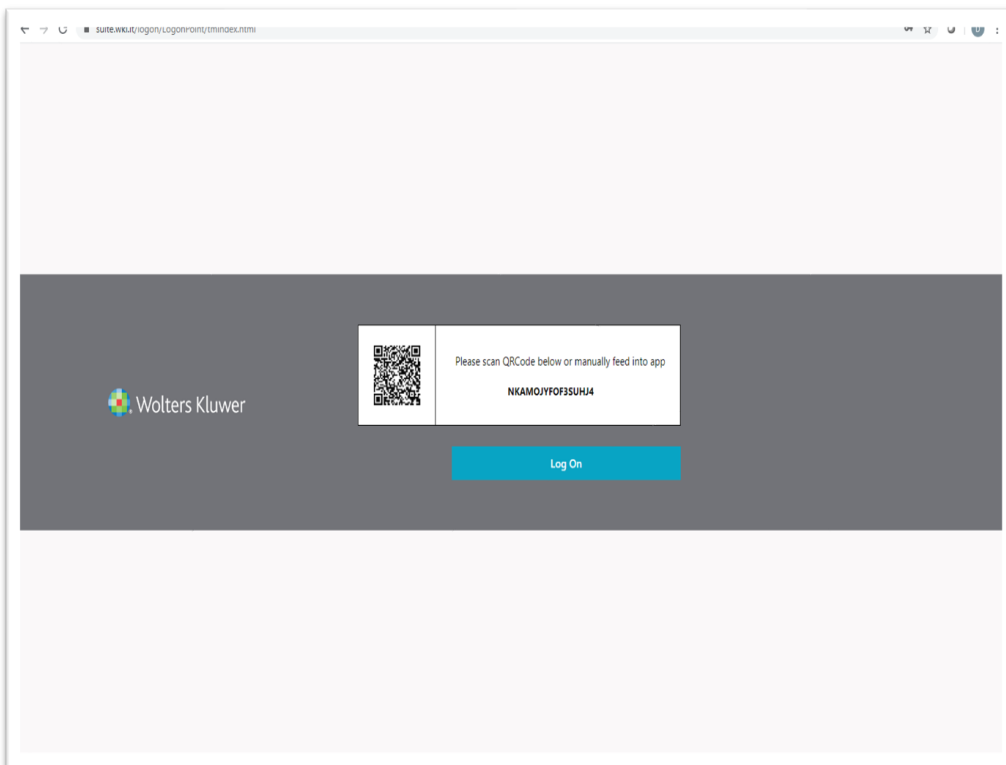 suite.wki.it/logon/LogonPoint/tmindex.html
Please scan QRCode below or manually feed into app
NKAMOJYFOF3SUHJ4
Wolters Kluwer
Log On